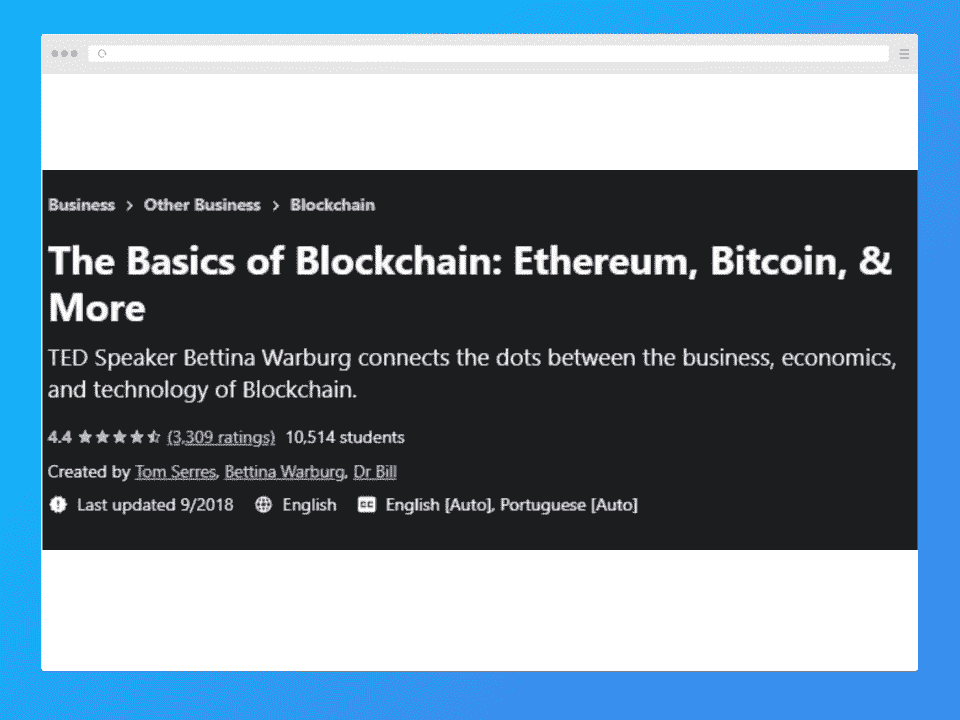 Business > Other Business > Blockchain
The Basics of Blockchain: Ethereum, Bitcoin, &
More
TED Speaker Bettina Warburg connects the dots between the business, economics,
and technology of Blockchain.
4.4 (3,309 ratings) 10,514 students
Created by Tom Serres, Bettina Warburg, Dr Bill
Last updated 9/2018 English CC English [Auto], Portuguese [Auto]